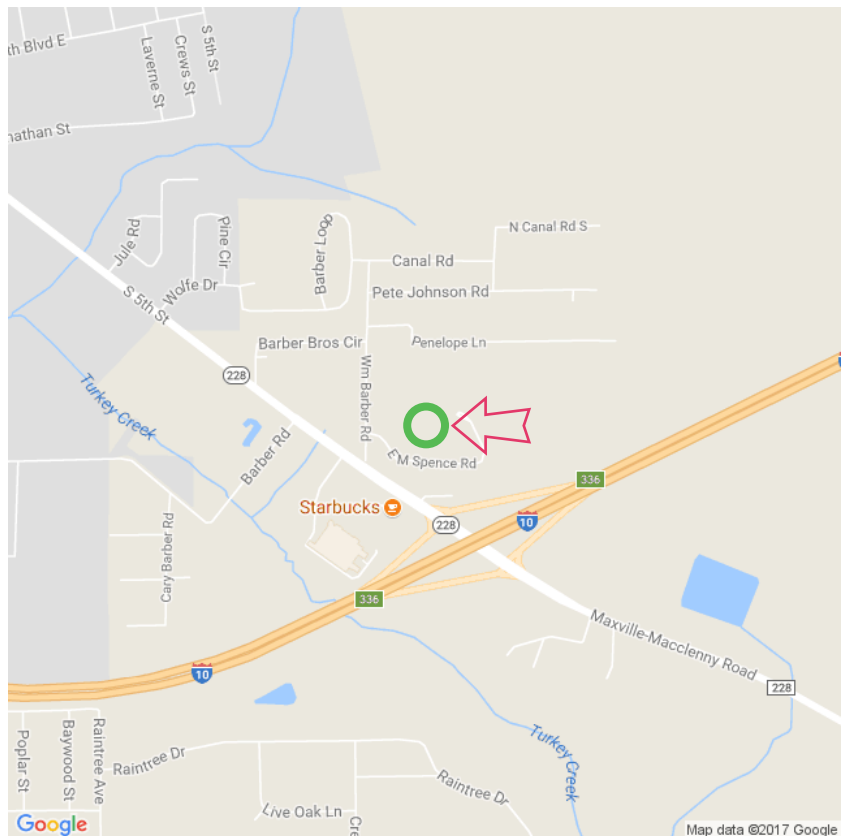 th Blvd E
Laverne St
Crews St
S 5th St
nathan St
Jule Rd
Pine Cir
Barber Loop
N Canal Rd S
Canal Rd
Wolfe Dr
Pete Johnson Rd
S 5th St
Barber Bros Cir
Penelope Ln
228
Wm Barber Rd
Turkey Creek
Barber Rd
E M Spence Rd
336
Starbucks
228
10
Cary Barber Rd
336
Maxville-Macclenny Road
10
228
Poplar St
Baywood St
Raintree Ave
Raintree Dr
Turkey Creek
Raintree Dr
Live Oak Ln
Cre
Google
Map data ©2017 Google